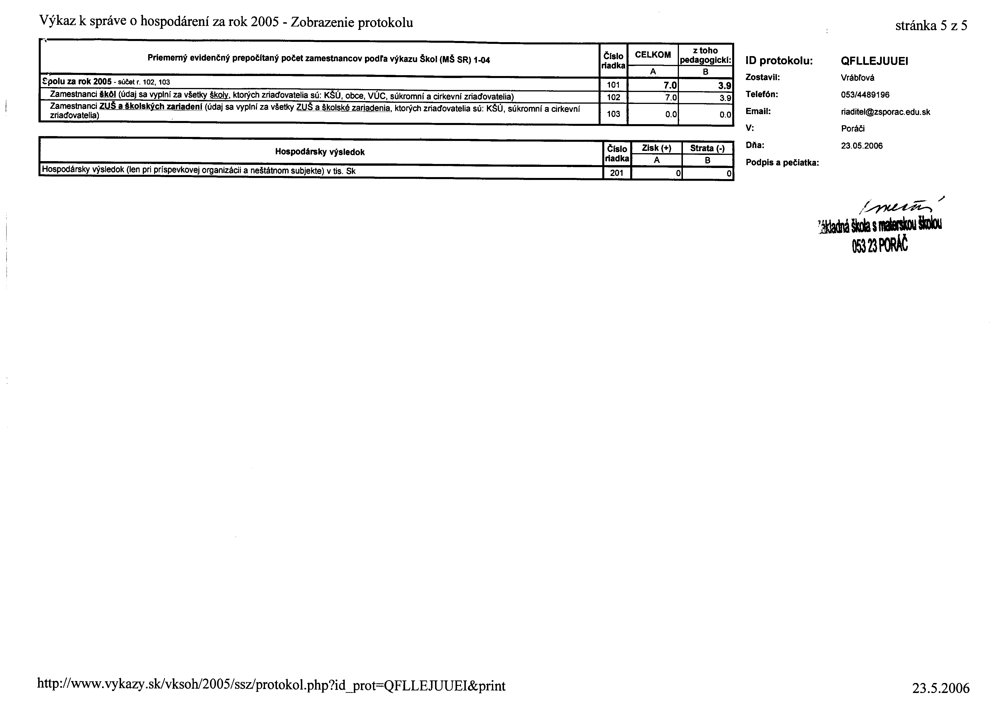 Výkaz k správe o hospodárení za rok 2005 - Zobrazenie protokolu
stránka 5 z 5
Priemerný evidenčný prepočítaný počet zamestnancov podľa výkazu Škol (MŠ SR) 1-04
Číslo riadka
CELKOM
z toho pedagogickí:
A
B
Spolu za rok 2005 - súčet r. 102, 103
101
7.0
3.9
Zamestnanci škôl (údaj sa vyplní za všetky školy, ktorých zriaďovatelia sú: KŠÚ, obce, VÚC, súkromní a cirkevní zriaďovatelia)
102
7.0
3.9
Zamestnanci ZUŠ a školských zariadení (údaj sa vyplní za všetky ZUŠ a školské zariadenia, ktorých zriaďovatelia sú: KŠÚ, súkromní a cirkevní
zriaďovatelia)
103
0.0
0.0
Hospodársky výsledok
Číslo riadka
Zisk (+)
Strata (-)
A
B
Hospodársky výsledok (len pri príspevkovej organizácii a neštátnom subjekte) v tis. Sk
201
0
0
ID protokolu: QFLLEJUUEI
Zostavil: Vrábľová
Telefón: 053/4489196
Email: riaditel@zsporac.edu.sk
V: Poráči
Dňa: 23.05.2006
Podpis a pečiatka:
Základná škola s materskou školou
053 23 PORÁČ
http://www.vykazy.sk/vksoh/2005/ssz/protokol.php?id_prot=QFLLEJUUEI&print
23.5.2006